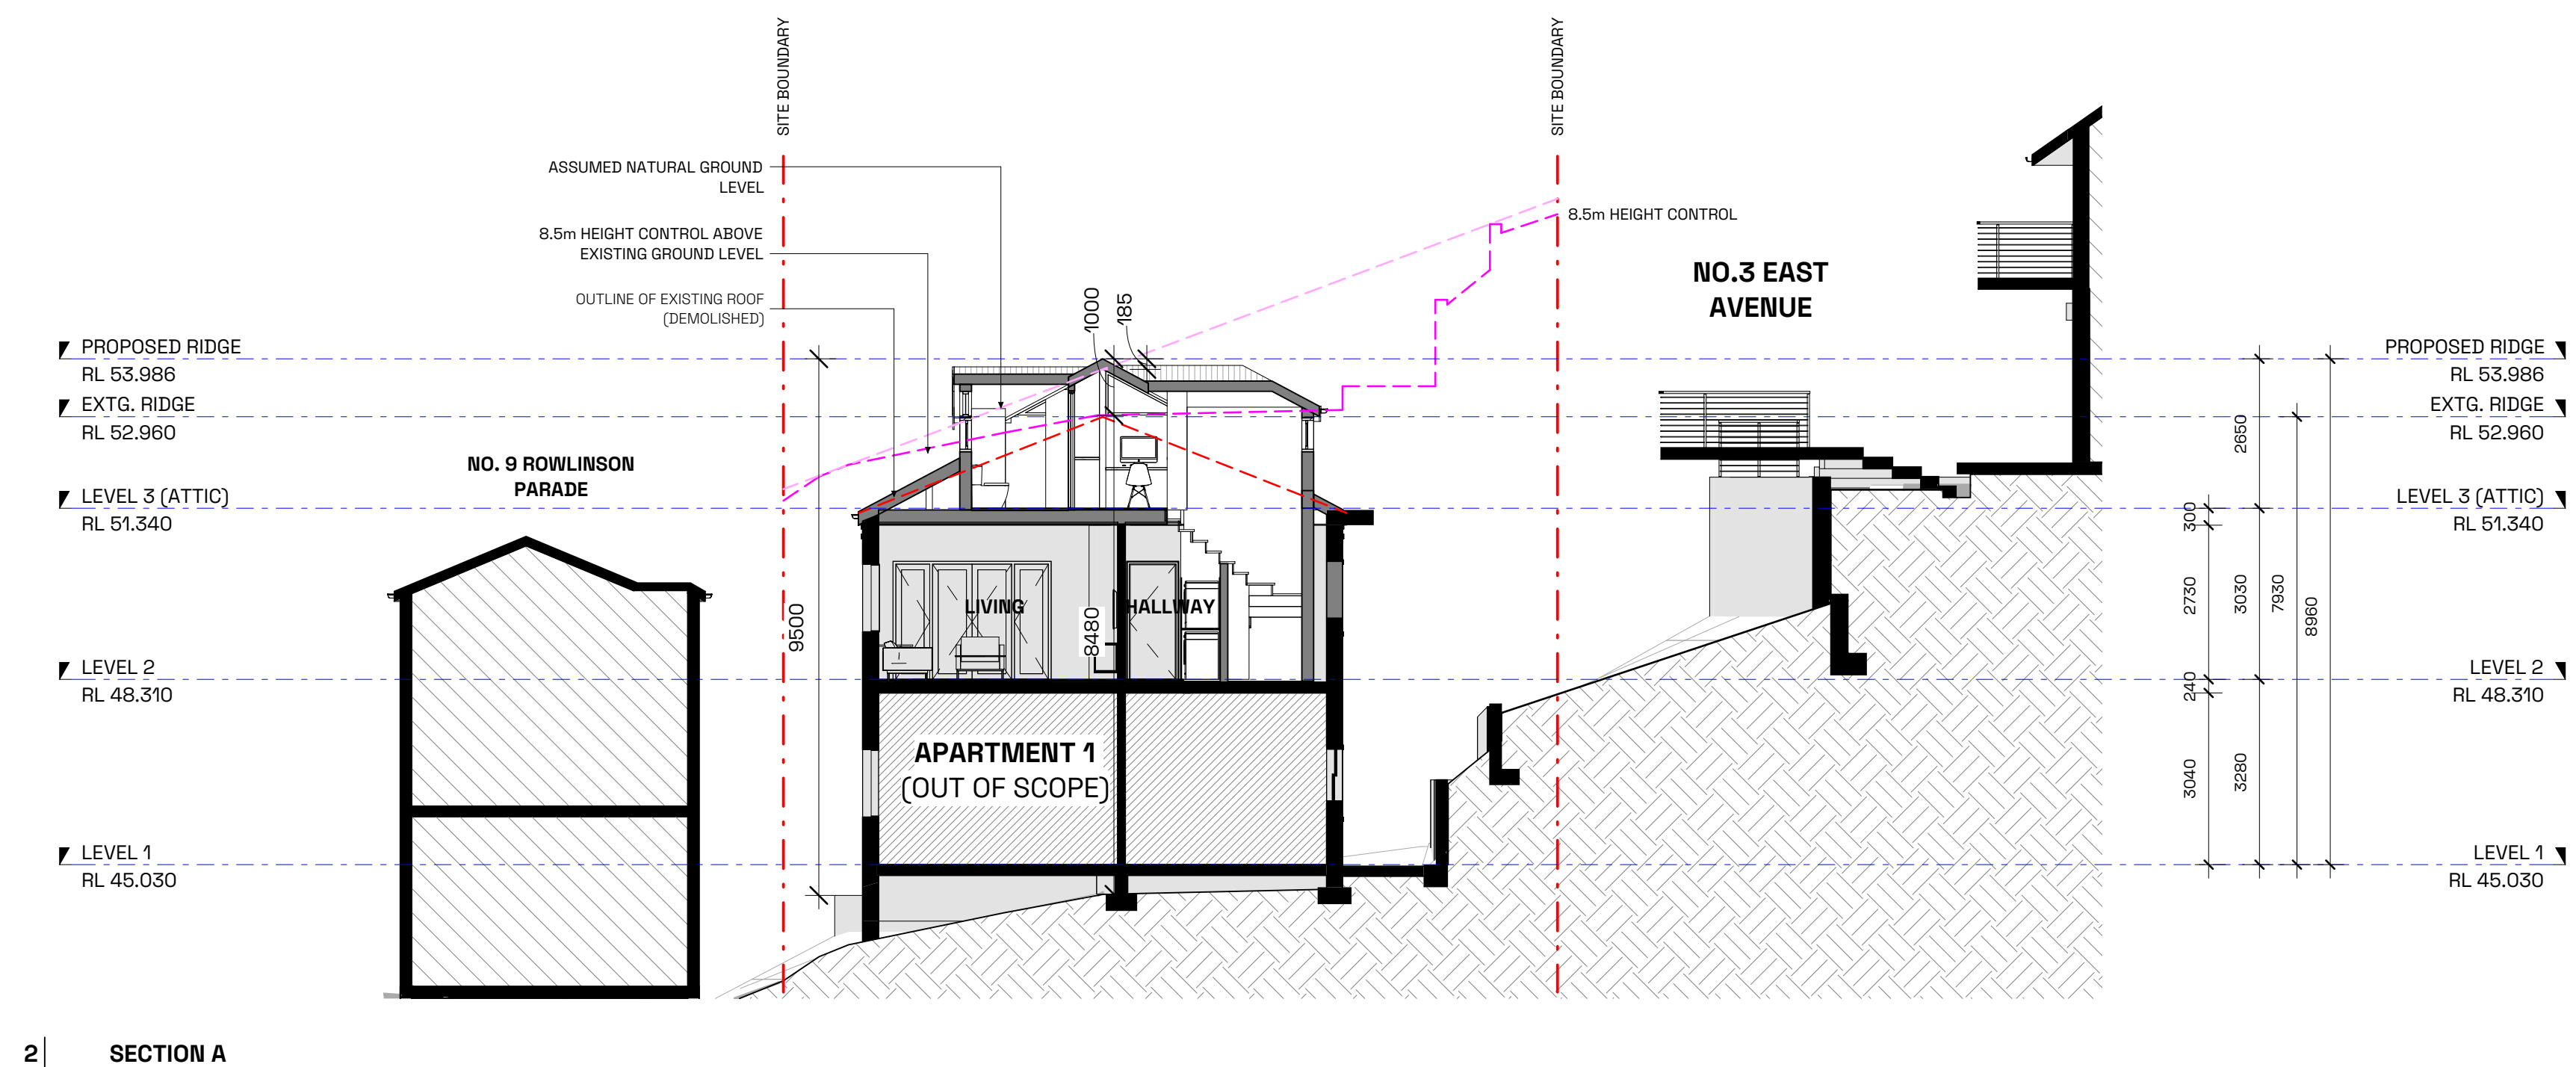 SITE BOUNDARY
SITE BOUNDARY
ASSUMED NATURAL GROUND
LEVEL
8.5m HEIGHT CONTROL ABOVE
EXISTING GROUND LEVEL
OUTLINE OF EXISTING ROOF
(DEMOLISHED)
8.5m HEIGHT CONTROL
NO.3 EAST
AVENUE
1000
185
PROPOSED RIDGE
RL 53.986
EXTG. RIDGE
RL 52.960
LEVEL 3 (ATTIC)
RL 51.340
LEVEL 2
RL 48.310
LEVEL 1
RL 45.030
NO. 9 ROWLINSON
PARADE
9500
LIVING
8480
HALLWAY
APARTMENT 1
(OUT OF SCOPE)
300
2730
240
3040
2650
3030
3280
7930
8960
PROPOSED RIDGE
RL 53.986
EXTG. RIDGE
RL 52.960
LEVEL 3 (ATTIC)
RL 51.340
LEVEL 2
RL 48.310
LEVEL 1
RL 45.030
2 SECTION A